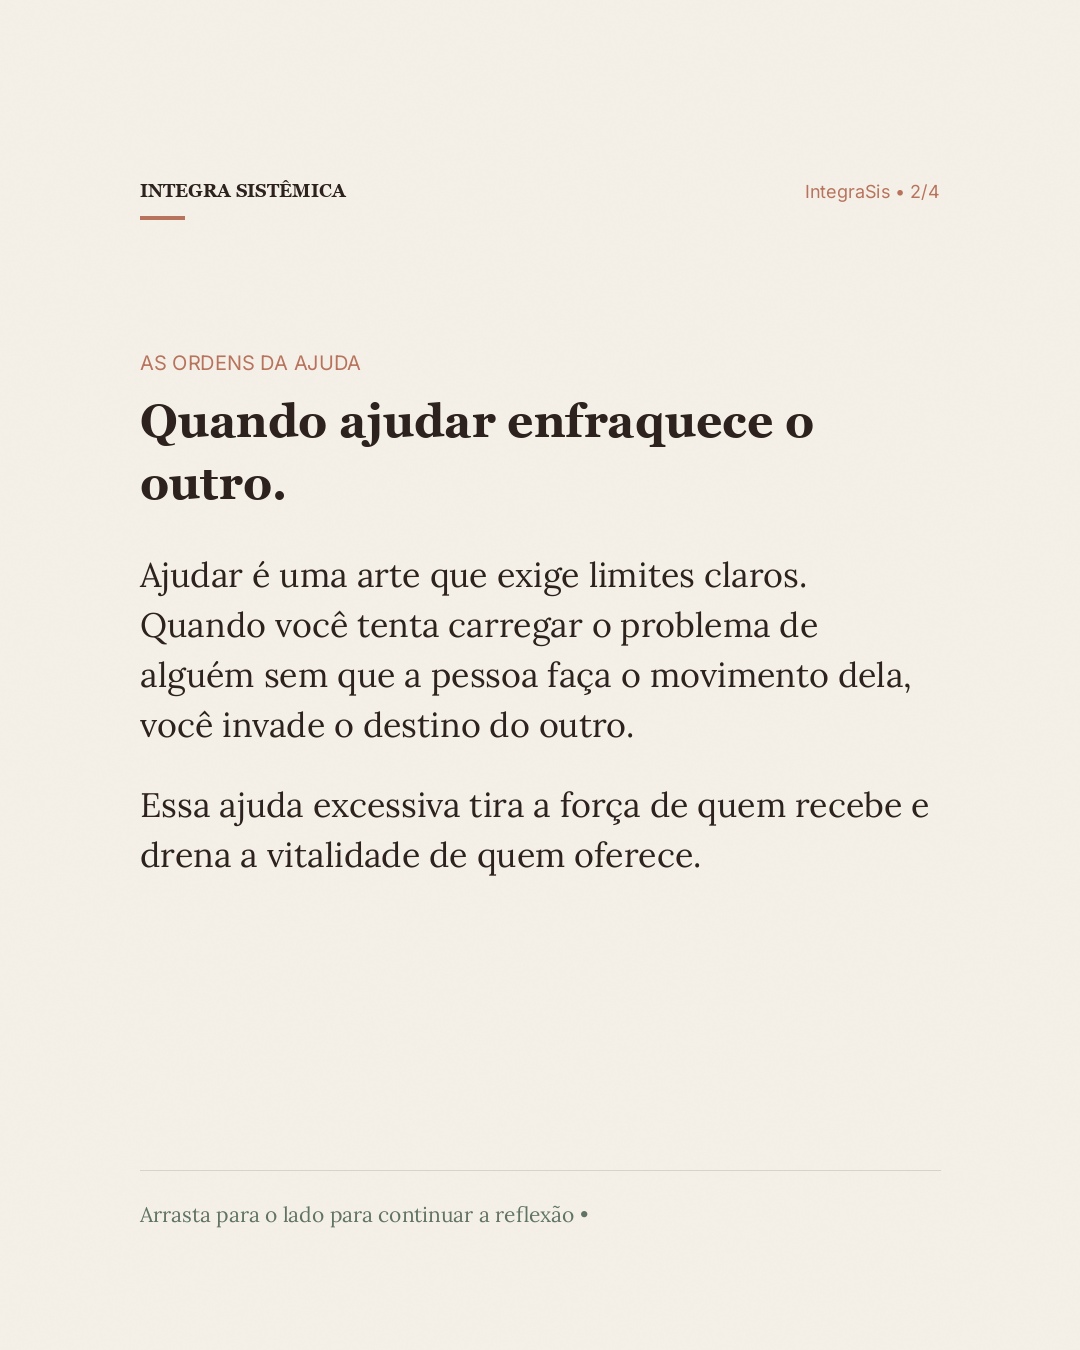 INTEGRA SISTÊMICA
IntegraSis • 2/4
AS ORDENS DA AJUDA
Quando ajudar enfraquece o
outro.
Ajudar é uma arte que exige limites claros.
Quando você tenta carregar o problema de
alguém sem que a pessoa faça o movimento dela,
você invade o destino do outro.
Essa ajuda excessiva tira a força de quem recebe e
drena a vitalidade de quem oferece.
Arrasta para o lado para continuar a reflexão •